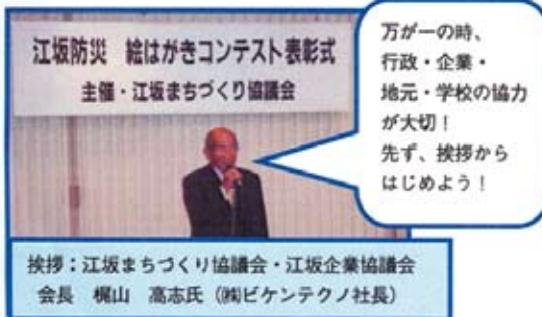 江坂防災　絵はがきコンテスト表彰式
主催・江坂まちづくり協議会
万が一の時、
行政・企業・
地元・学校の協力
が大切！
先ず、挨拶から
はじめよう！
挨拶：江坂まちづくり協議会・江坂企業協議会
会長　梶山　高志氏（㈱ビケンテクノ社長）